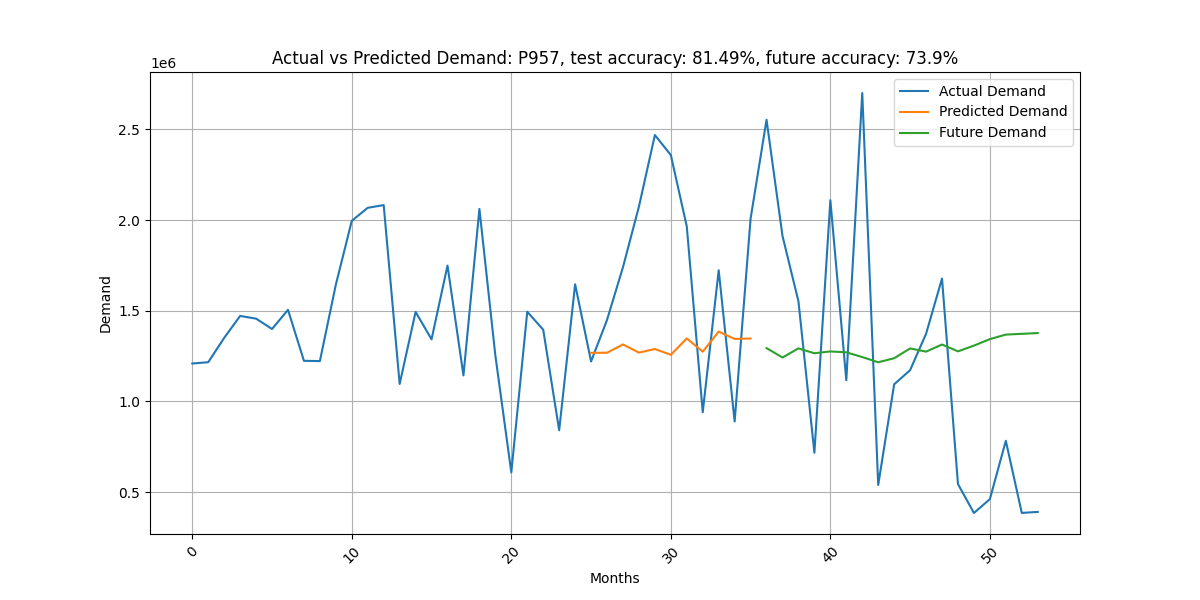 Actual vs Predicted Demand: P957, test accuracy: 81.49%, future accuracy: 73.9%
1e6
Actual Demand
Predicted Demand
Future Demand
2.5
2.0
1.5
1.0
0.5
Demand
0
10
20
30
40
50
Months